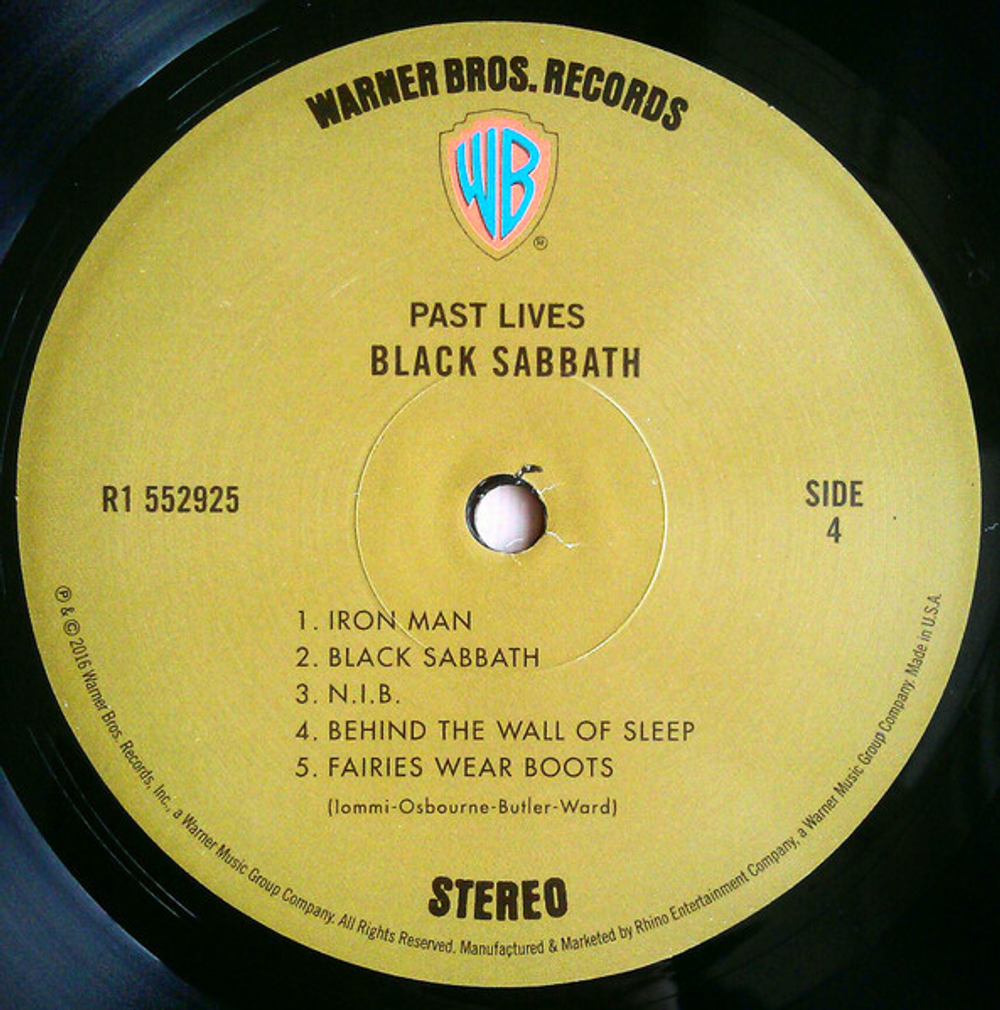 WARNER BROS. RECORDS
WB
®
PAST LIVES
BLACK SABBATH
R1 552925
SIDE
4
1. IRON MAN
2. BLACK SABBATH
3. N.I.B.
4. BEHIND THE WALL OF SLEEP
5. FAIRIES WEAR BOOTS
(Iommi-Osbourne-Butler-Ward)
STEREO
℗ & © 2016 Warner Bros. Records, Inc., a Warner Music Group Company. All Rights Reserved. Manufactured & Marketed by Rhino Entertainment Company, a Warner Music Group Company. Made in U.S.A.